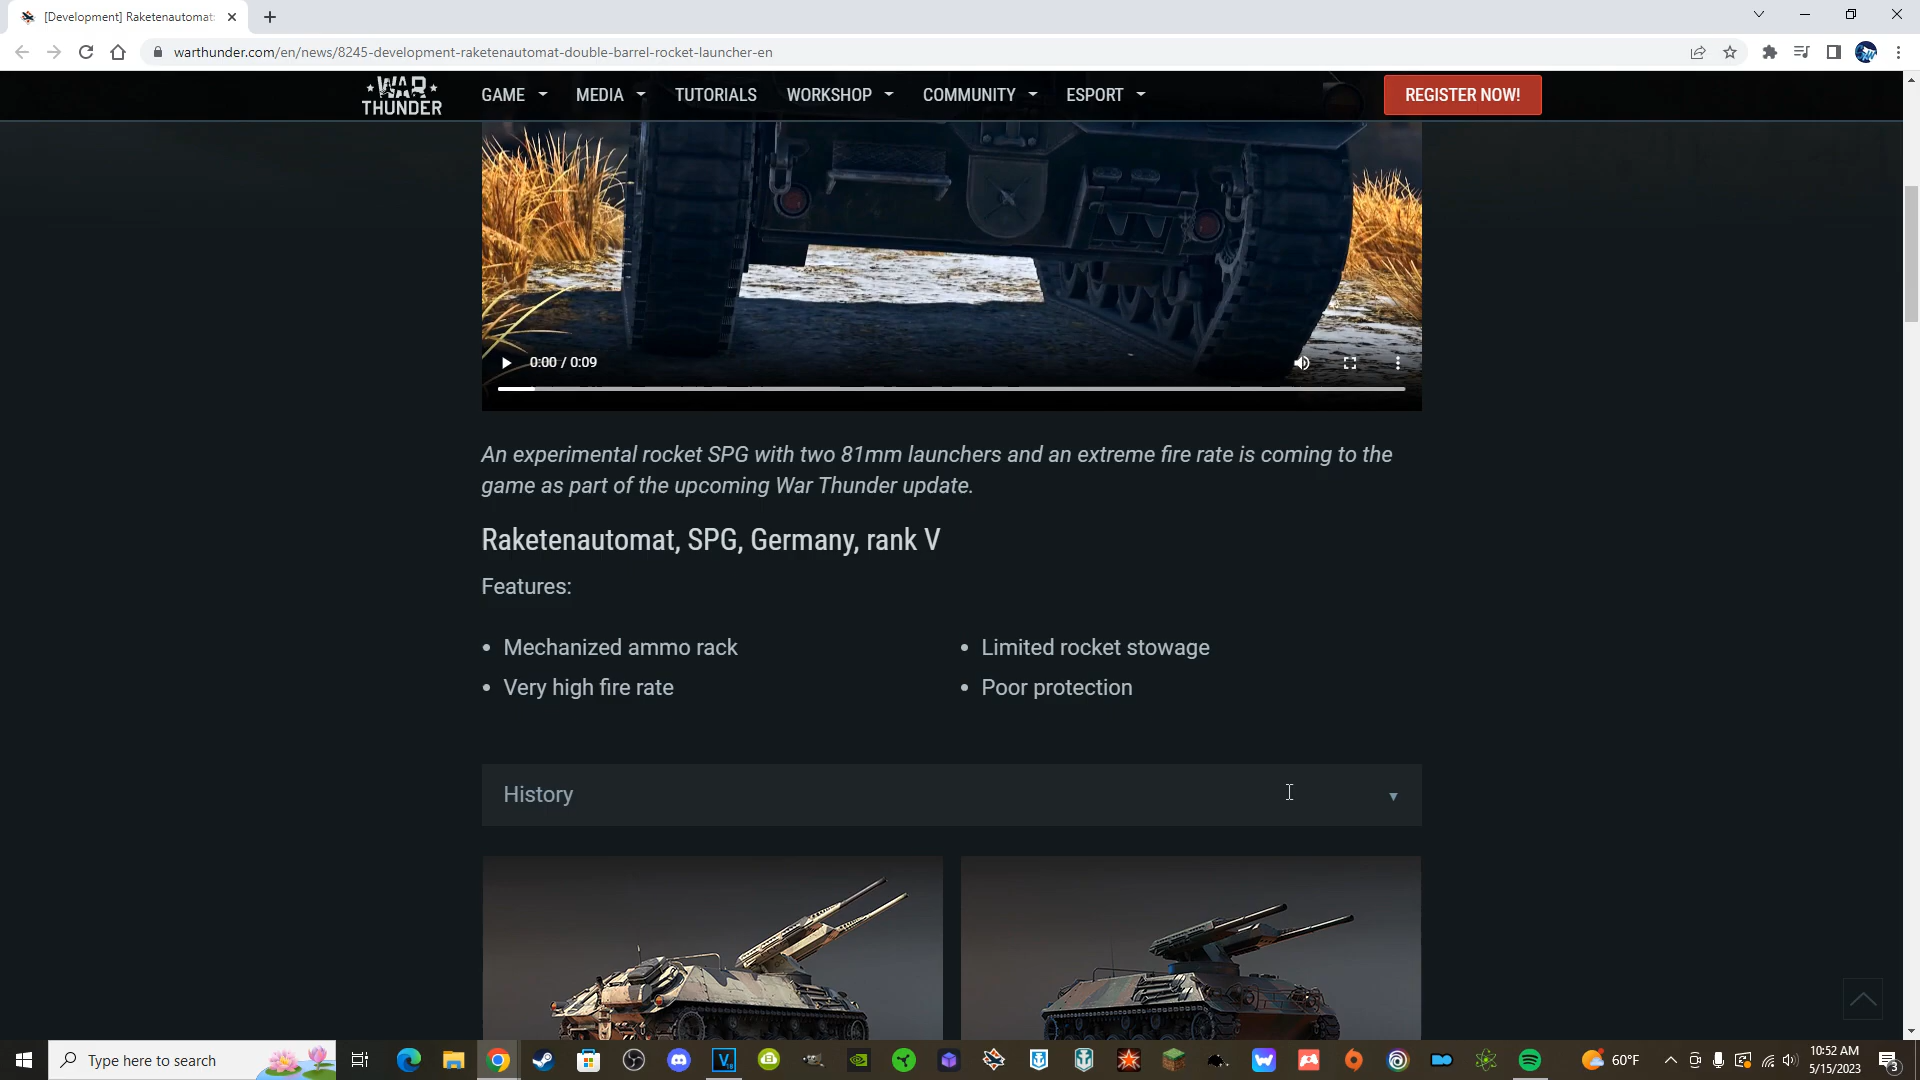 [Development] Raketenautomat:
warthunder.com/en/news/8245-development-raketenautomat-double-barrel-rocket-launcher-en
WAR
THUNDER
GAME
MEDIA
TUTORIALS
WORKSHOP
COMMUNITY
ESPORT
REGISTER NOW!
0:00 / 0:09
An experimental rocket SPG with two 81mm launchers and an extreme fire rate is coming to the
game as part of the upcoming War Thunder update.
Raketenautomat, SPG, Germany, rank V
Features:
• Mechanized ammo rack
• Very high fire rate
• Limited rocket stowage
• Poor protection
History
Type here to search
60°F
10:52 AM
5/15/2023
3